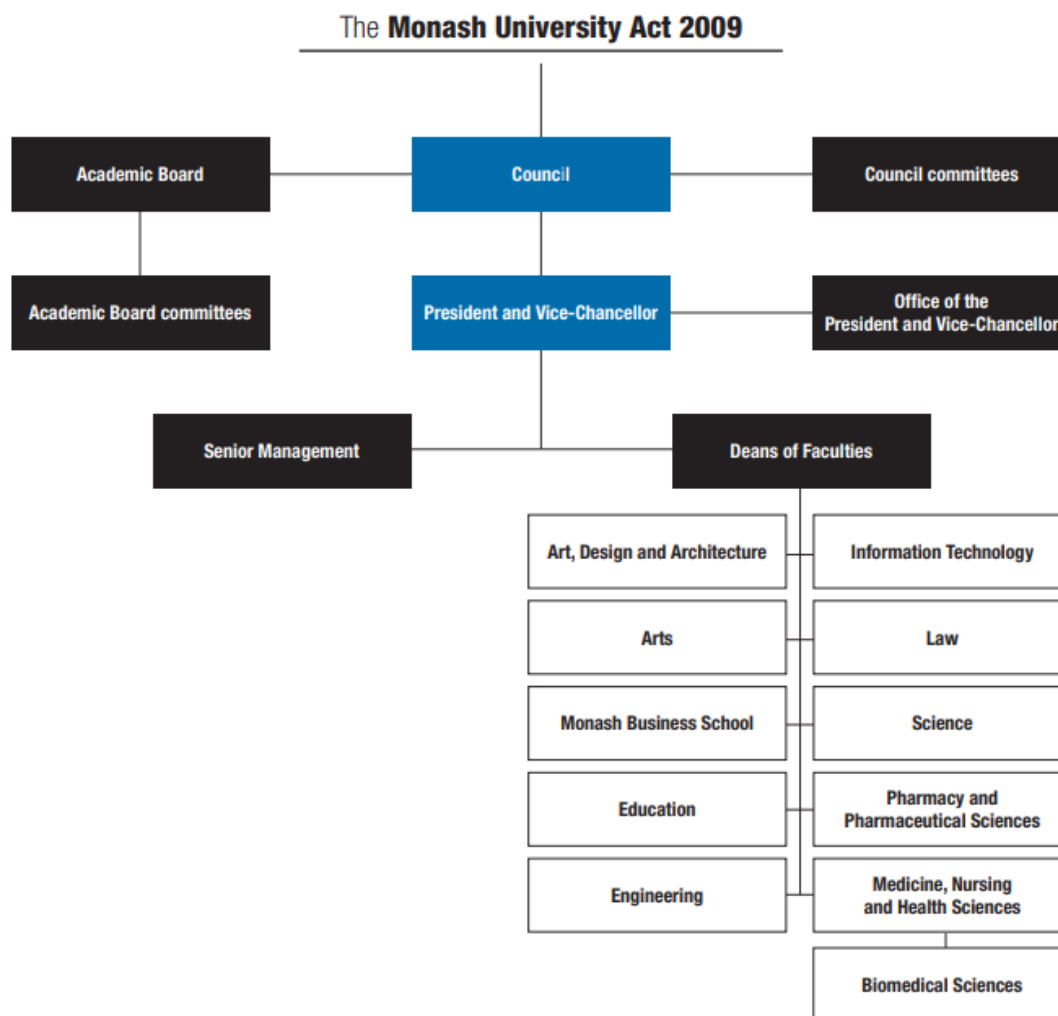 The Monash University Act 2009
Academic Board
Council
Council committees
Academic Board committees
President and Vice-Chancellor
Office of the
President and Vice-Chancellor
Senior Management
Deans of Faculties
Art, Design and Architecture
Information Technology
Arts
Law
Monash Business School
Science
Education
Pharmacy and
Pharmaceutical Sciences
Engineering
Medicine, Nursing
and Health Sciences
Biomedical Sciences